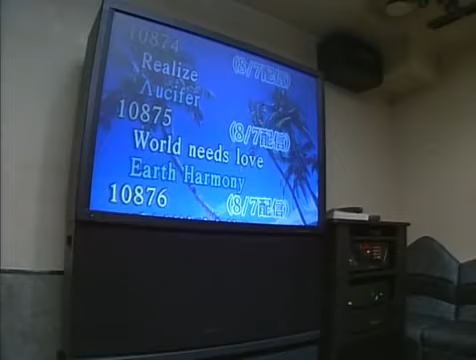 10874 (8/7配信)
Realize
Λucifer
10875 (8/7配信)
World needs love
Earth Harmony
10876 (8/7配信)